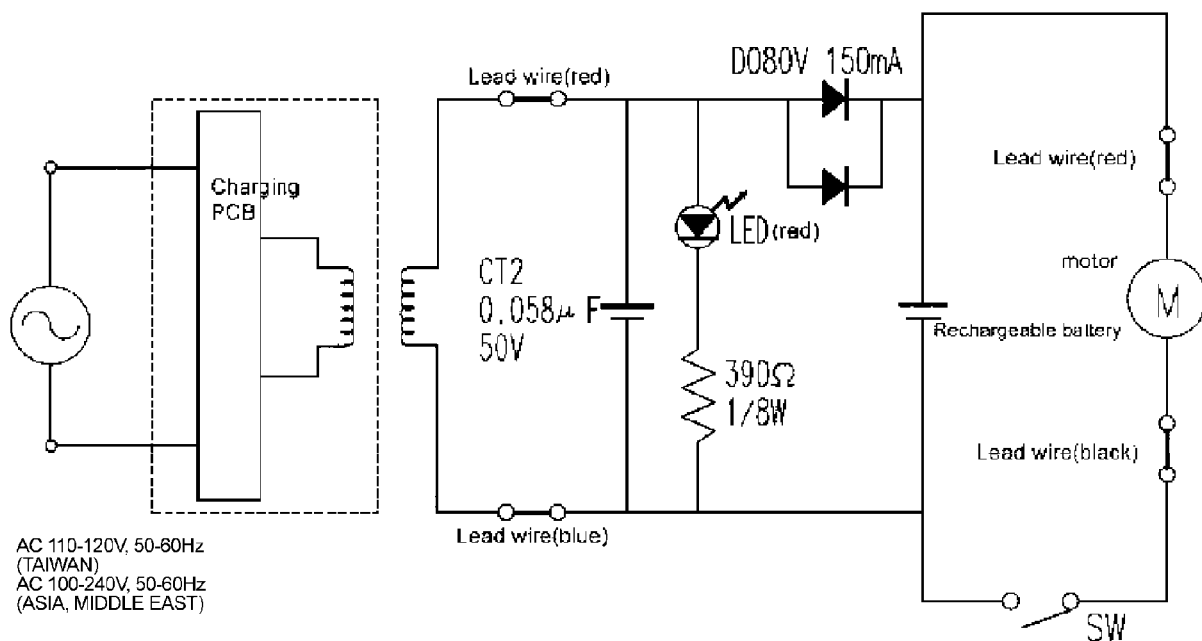 DO80V 150mA
Lead wire(red)
Charging
PCB
Lead wire(red)
LED(red)
CT2
0.058μ F
50V
motor
M
Rechargeable battery
390Ω
1/8W
Lead wire(black)
Lead wire(blue)
AC 110-120V, 50-60Hz
(TAIWAN)
AC 100-240V, 50-60Hz
(ASIA, MIDDLE EAST)
SW